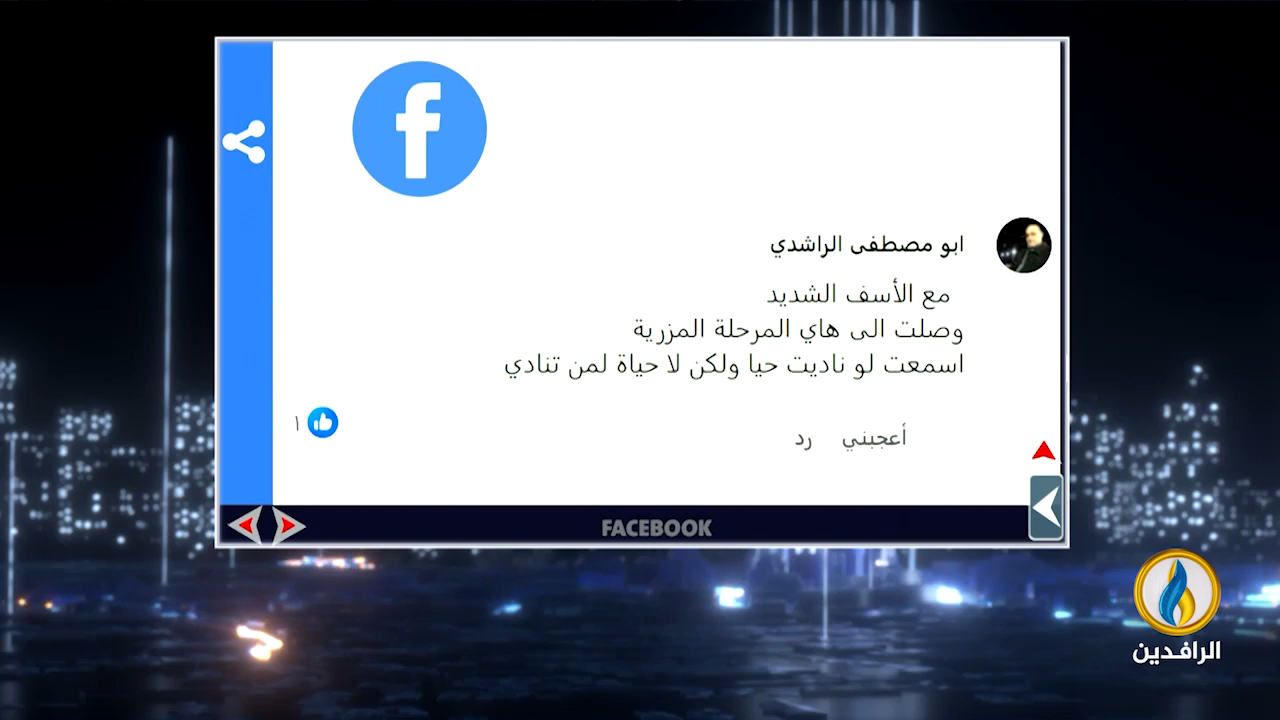 ابو مصطفى الراشدي
مع الأسف الشديد
وصلت الى هاي المرحلة المزرية
اسمعت لو ناديت حيا ولكن لا حياة لمن تنادي
أعجبني رد
١
FACEBOOK
الرافدين